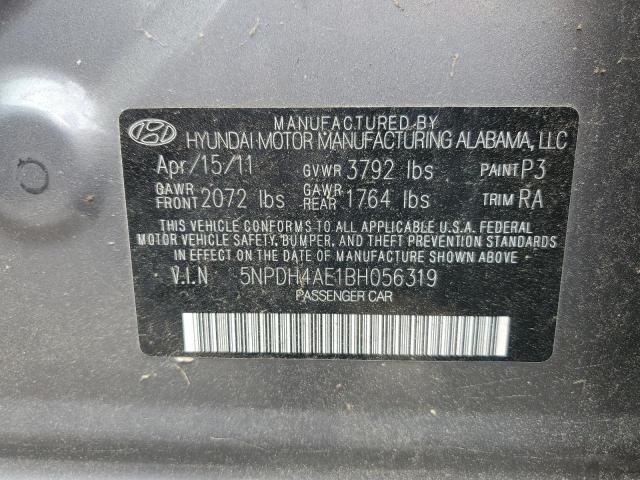 MANUFACTURED BY
HYUNDAI MOTOR MANUFACTURING ALABAMA, LLC
Apr/15/11 GVWR 3792 lbs PAINT P3
GAWR FRONT 2072 lbs GAWR REAR 1764 lbs TRIM RA
THIS VEHICLE CONFORMS TO ALL APPLICABLE U.S.A. FEDERAL
MOTOR VEHICLE SAFETY, BUMPER, AND THEFT PREVENTION STANDARDS
IN EFFECT ON THE DATE OF MANUFACTURE SHOWN ABOVE.
V.I.N 5NPDH4AE1BH056319
PASSENGER CAR